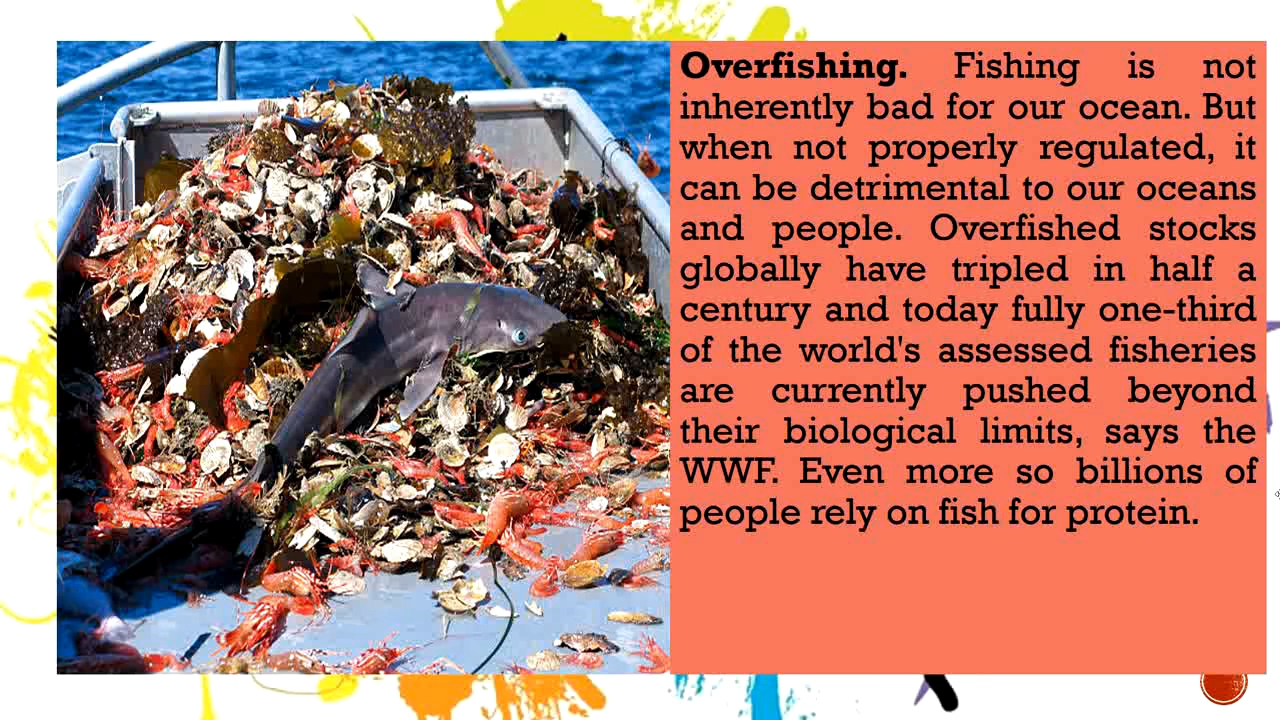 Overfishing. Fishing is not
inherently bad for our ocean. But
when not properly regulated, it
can be detrimental to our oceans
and people. Overfished stocks
globally have tripled in half a
century and today fully one-third
of the world's assessed fisheries
are currently pushed beyond
their biological limits, says the
WWF. Even more so billions of
people rely on fish for protein.